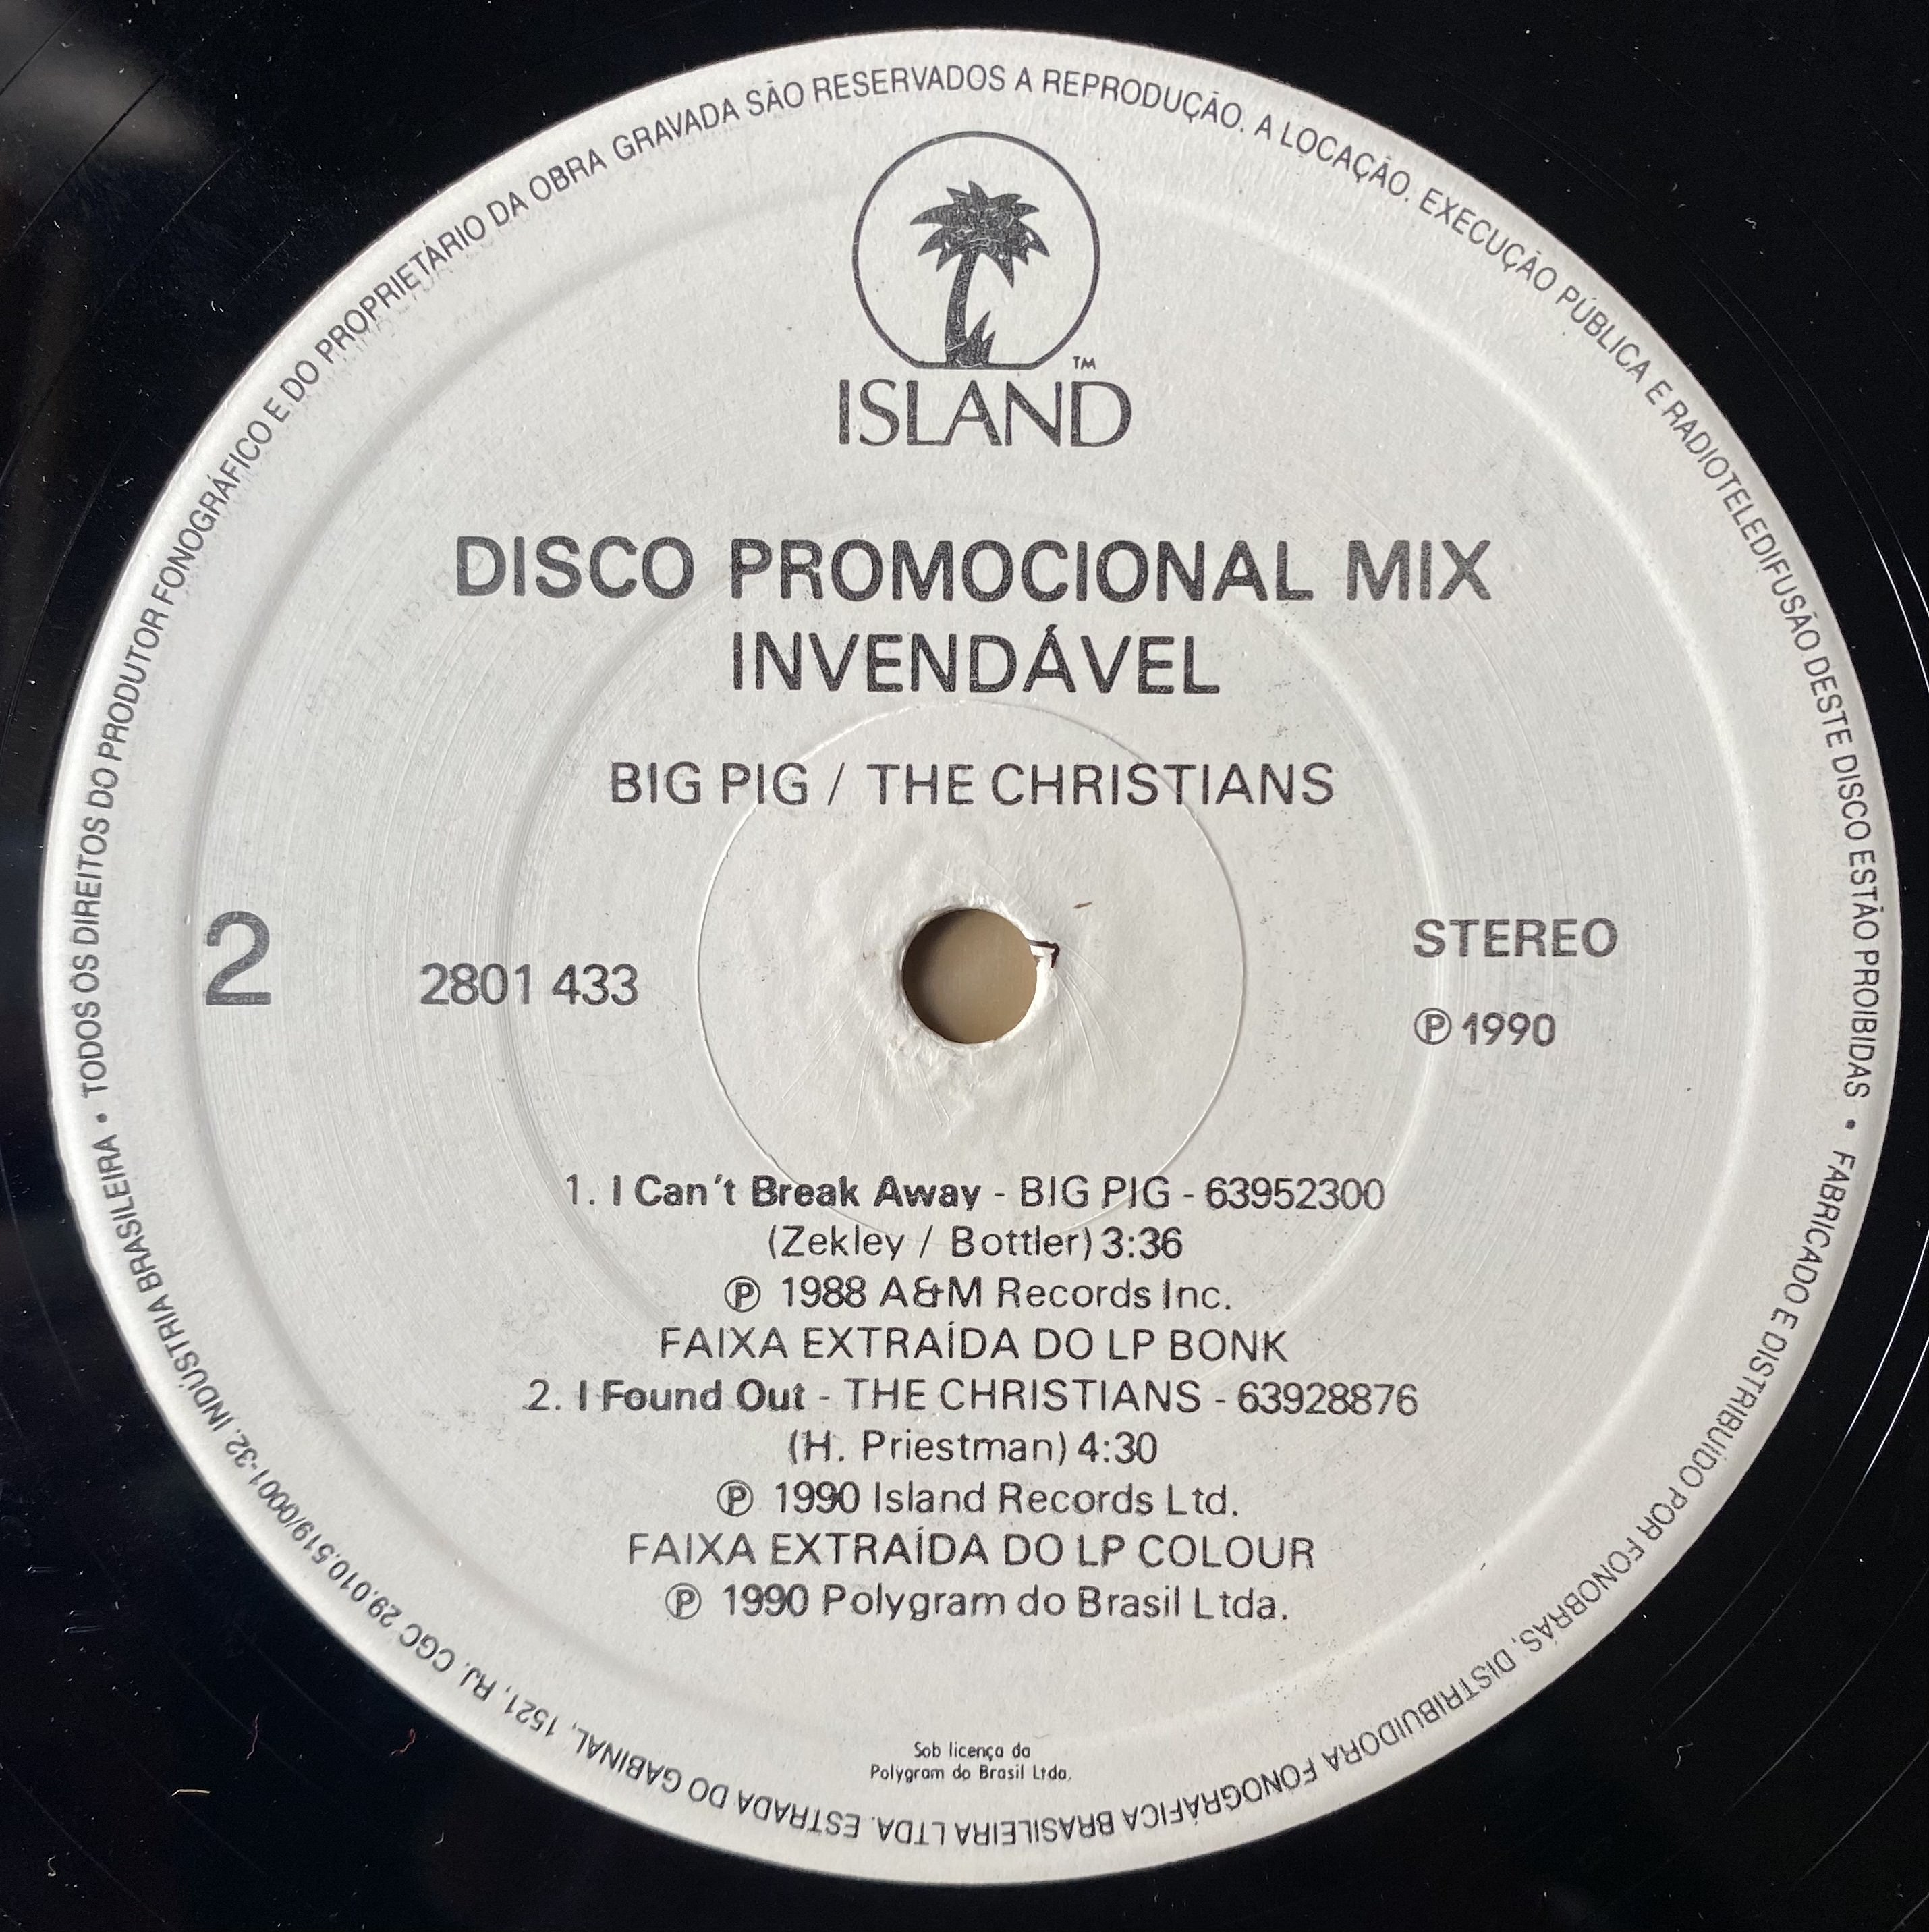 TODOS OS DIREITOS DO PRODUTOR FONOGRÁFICO E DO PROPRIETÁRIO DA OBRA GRAVADA SÃO RESERVADOS A REPRODUÇÃO. A LOCAÇÃO. EXECUÇÃO PÚBLICA E RADIOTELEDIFUSÃO DESTE DISCO ESTÃO PROIBIDAS •
FABRICADO E DISTRIBUÍDO POR FONOBRÁS. DISTRIBUIDORA FONOGRÁFICA BRASILEIRA LTDA. ESTRADA DO GABINAL, 1521, RJ. CGC 29.010.519/0001-32. INDÚSTRIA BRASILEIRA •
TM
ISLAND
DISCO PROMOCIONAL MIX
INVENDÁVEL
BIG PIG / THE CHRISTIANS
2
2801 433
STEREO
℗ 1990
1. I Can't Break Away - BIG PIG - 63952300
(Zekley / Bottler) 3:36
℗ 1988 A&M Records Inc.
FAIXA EXTRAÍDA DO LP BONK
2. I Found Out - THE CHRISTIANS - 63928876
(H. Priestman) 4:30
℗ 1990 Island Records Ltd.
FAIXA EXTRAÍDA DO LP COLOUR
℗ 1990 Polygram do Brasil Ltda.
Sob licença da
Polygram do Brasil Ltda.